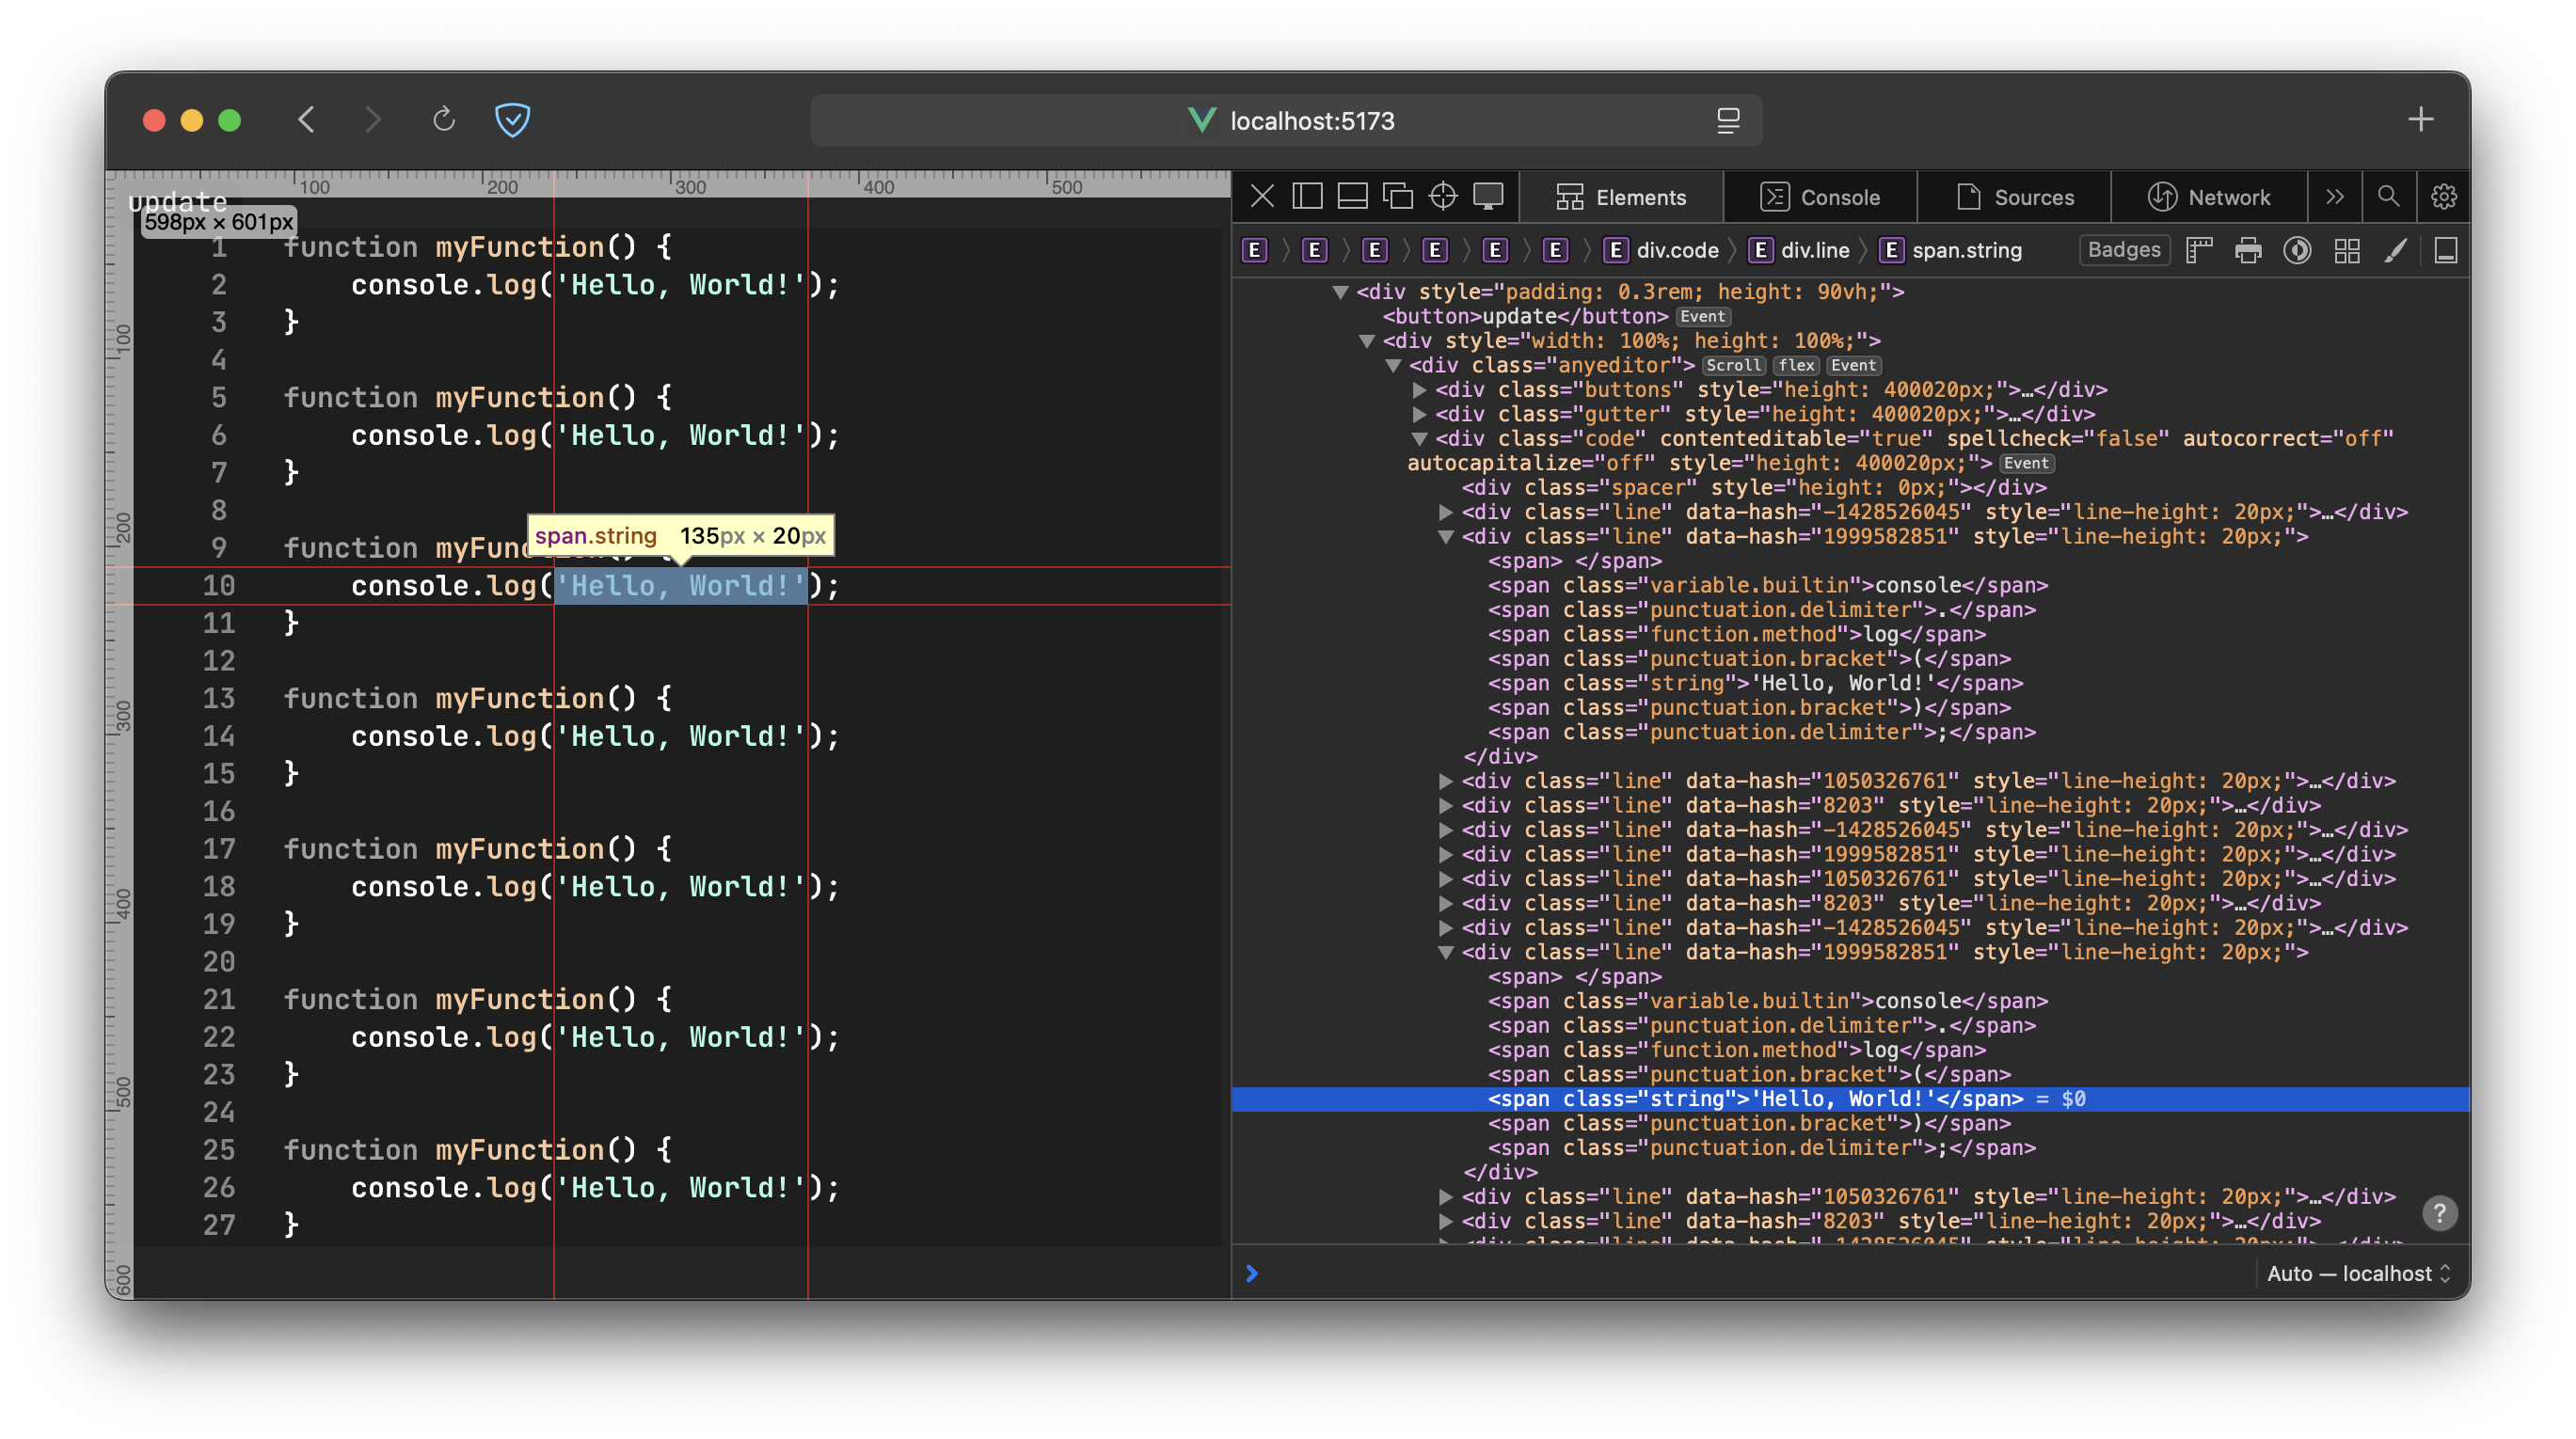 localhost:5173
100 200 300 400 500
update
598px × 601px
100
200
300
400
500
600
1 function myFunction() {
2 console.log('Hello, World!');
3 }
4
5 function myFunction() {
6 console.log('Hello, World!');
7 }
8
span.string 135px × 20px
9 function myFunc
10 console.log('Hello, World!');
11 }
12
13 function myFunction() {
14 console.log('Hello, World!');
15 }
16
17 function myFunction() {
18 console.log('Hello, World!');
19 }
20
21 function myFunction() {
22 console.log('Hello, World!');
23 }
24
25 function myFunction() {
26 console.log('Hello, World!');
27 }
Elements Console Sources Network
E E E E E E E div.code E div.line E span.string Badges
<div style="padding: 0.3rem; height: 90vh;">
<button>update</button> Event
<div style="width: 100%; height: 100%;">
<div class="anyeditor"> Scroll flex Event
<div class="buttons" style="height: 400020px;">…</div>
<div class="gutter" style="height: 400020px;">…</div>
<div class="code" contenteditable="true" spellcheck="false" autocorrect="off"
autocapitalize="off" style="height: 400020px;"> Event
<div class="spacer" style="height: 0px;"></div>
<div class="line" data-hash="-1428526045" style="line-height: 20px;">…</div>
<div class="line" data-hash="1999582851" style="line-height: 20px;">
<span> </span>
<span class="variable.builtin">console</span>
<span class="punctuation.delimiter">.</span>
<span class="function.method">log</span>
<span class="punctuation.bracket">(</span>
<span class="string">'Hello, World!'</span>
<span class="punctuation.bracket">)</span>
<span class="punctuation.delimiter">;</span>
</div>
<div class="line" data-hash="1050326761" style="line-height: 20px;">…</div>
<div class="line" data-hash="8203" style="line-height: 20px;">…</div>
<div class="line" data-hash="-1428526045" style="line-height: 20px;">…</div>
<div class="line" data-hash="1999582851" style="line-height: 20px;">…</div>
<div class="line" data-hash="1050326761" style="line-height: 20px;">…</div>
<div class="line" data-hash="8203" style="line-height: 20px;">…</div>
<div class="line" data-hash="-1428526045" style="line-height: 20px;">…</div>
<div class="line" data-hash="1999582851" style="line-height: 20px;">
<span> </span>
<span class="variable.builtin">console</span>
<span class="punctuation.delimiter">.</span>
<span class="function.method">log</span>
<span class="punctuation.bracket">(</span>
<span class="string">'Hello, World!'</span> = $0
<span class="punctuation.bracket">)</span>
<span class="punctuation.delimiter">;</span>
</div>
<div class="line" data-hash="1050326761" style="line-height: 20px;">…</div>
<div class="line" data-hash="8203" style="line-height: 20px;">…</div>
<div class="line" data-hash="-1428526045" style="line-height: 20px;">…</div>
?
Auto — localhost